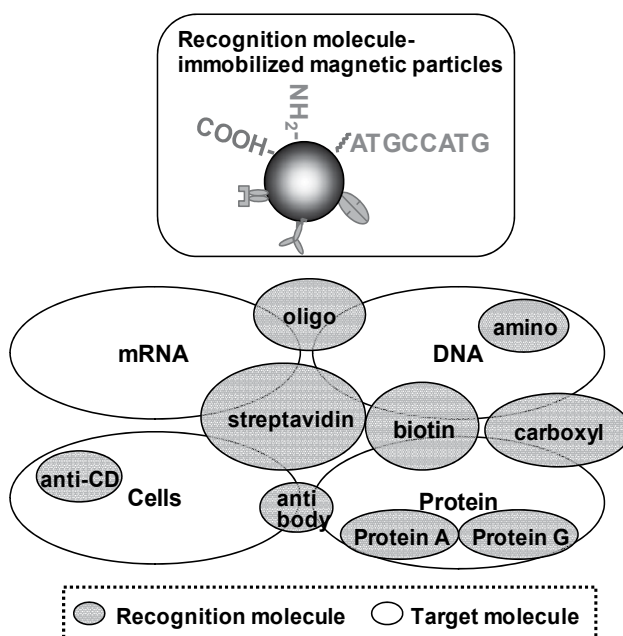 Recognition molecule-
immobilized magnetic particles
NH2-
COOH-
ATGCCATG
oligo
amino
mRNA
DNA
streptavidin
biotin
carboxyl
anti-CD
Cells
anti
body
Protein
Protein A
Protein G
Recognition molecule
Target molecule